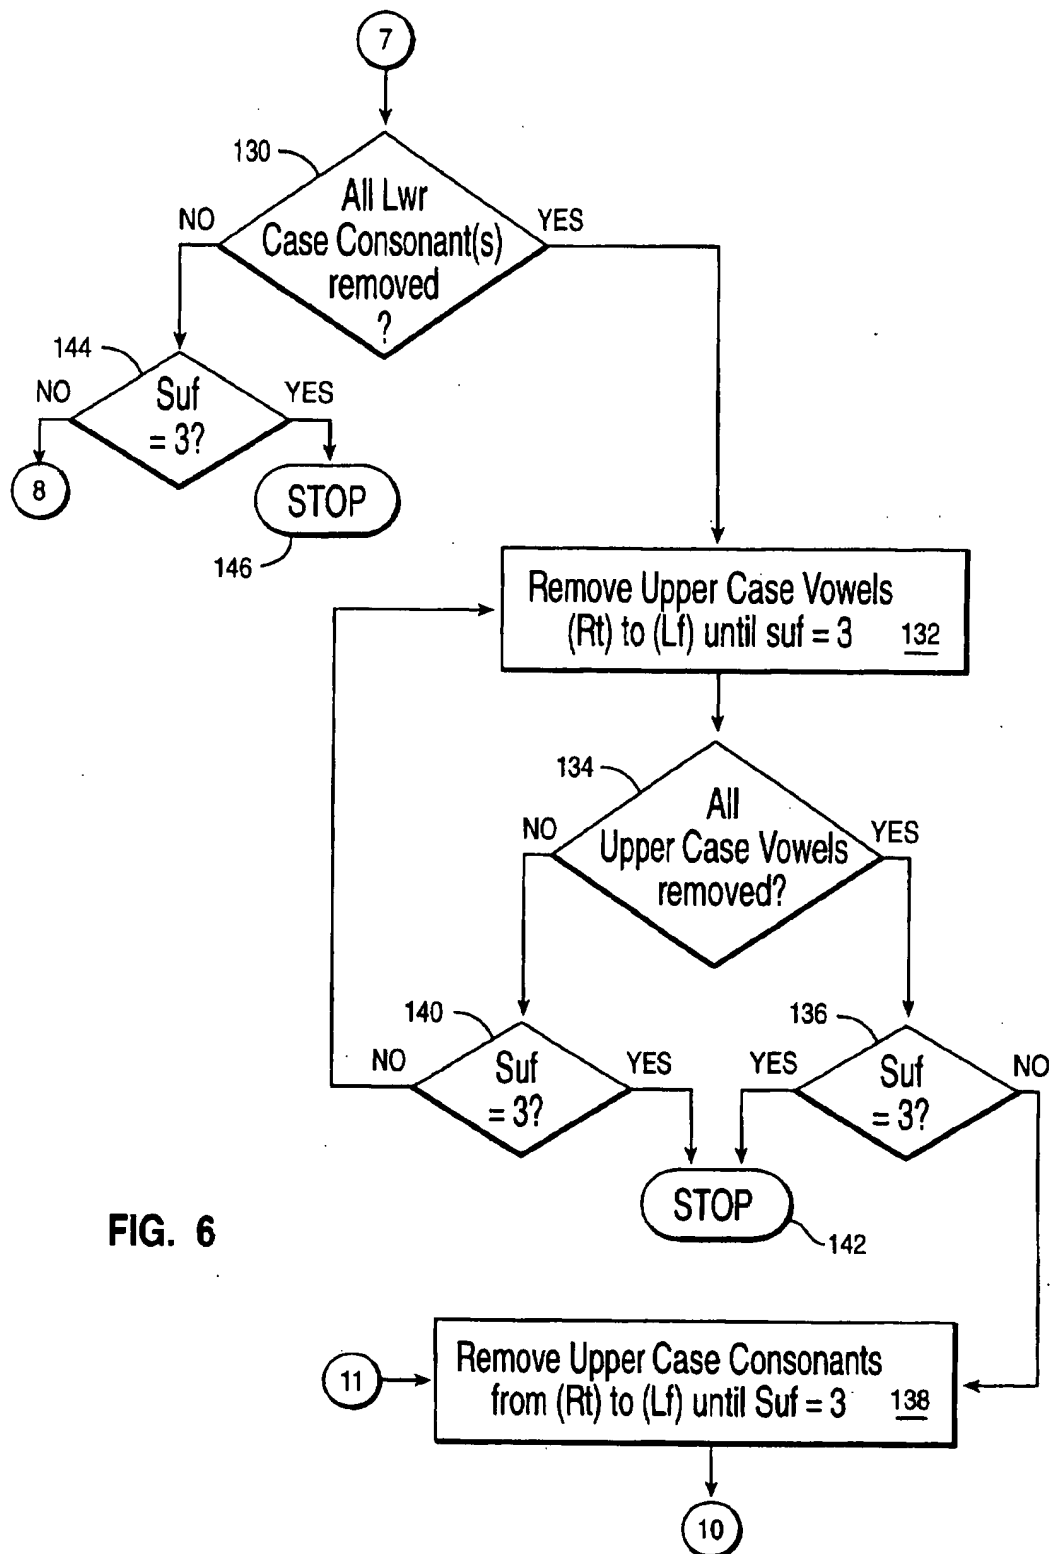 7
130
All Lwr
Case Consonant(s)
removed
?
NO
YES
144
Suf
= 3?
NO
YES
8
STOP
146
Remove Upper Case Vowels
(Rt) to (Lf) until suf = 3 132
134
All
Upper Case Vowels
removed?
NO
YES
140
Suf
= 3?
NO
YES
136
Suf
= 3?
YES
NO
STOP
142
FIG. 6
11
Remove Upper Case Consonants
from (Rt) to (Lf) until Suf = 3 138
10